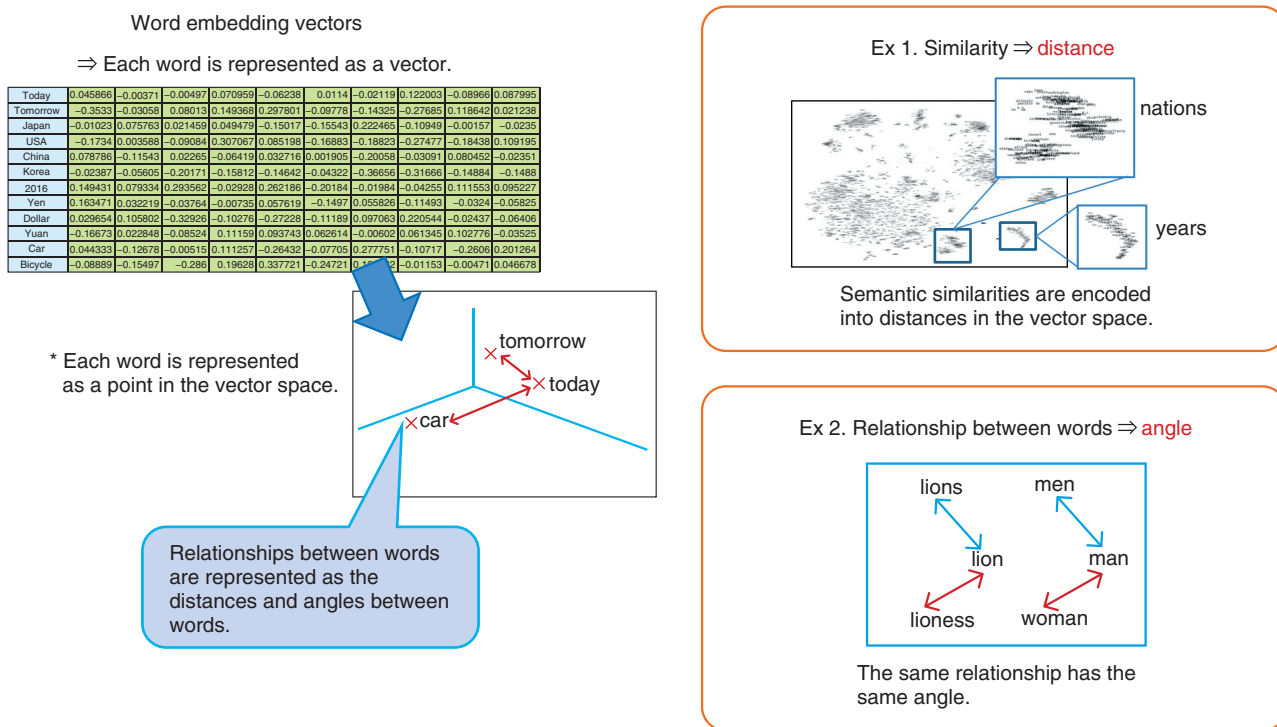 Word embedding vectors
⇒ Each word is represented as a vector.
Today 0.045866 −0.00371 −0.00497 0.070959 −0.06238 0.0114 −0.02119 0.122003 −0.08966 0.087995
Tomorrow −0.3533 −0.03058 0.08013 0.149368 0.297801 −0.09778 −0.14325 −0.27685 0.118642 0.021238
Japan −0.01023 0.075763 0.021459 0.049479 −0.15017 −0.15543 0.222465 −0.10949 −0.00157 −0.0235
USA −0.1734 0.003588 −0.09084 0.307067 0.085198 −0.16883 −0.18823 −0.27477 −0.18438 0.109195
China 0.078786 −0.11543 0.02265 −0.06419 0.032716 0.001905 −0.20058 −0.03091 0.080452 −0.02351
Korea −0.02387 −0.05605 −0.20171 −0.15812 −0.14642 −0.04322 −0.36656 −0.31666 −0.14884 −0.1488
2016 0.149431 0.079334 0.293562 −0.02928 0.262186 −0.20184 −0.01984 −0.04255 0.111553 0.095227
Yen 0.163471 0.032219 −0.03764 −0.00735 0.057619 −0.1497 0.055826 −0.11493 −0.0324 −0.05825
Dollar 0.029654 0.105802 −0.32926 −0.10276 −0.27228 −0.11189 0.097063 0.220544 −0.02437 −0.06406
Yuan −0.16673 0.022848 −0.08524 0.11159 0.093743 0.062614 −0.00602 0.061345 0.102776 −0.03525
Car 0.044333 −0.12678 −0.00515 0.111257 −0.26432 −0.07705 0.277751 −0.10717 −0.2606 0.201264
Bicycle −0.08889 −0.15497 −0.286 0.19628 0.337721 −0.24721 −0.01153 −0.00471 0.046678
* Each word is represented
as a point in the vector space.
tomorrow
today
car
Relationships between words
are represented as the
distances and angles between
words.
Ex 1. Similarity ⇒ distance
nations
years
Semantic similarities are encoded
into distances in the vector space.
Ex 2. Relationship between words ⇒ angle
lions men
lion man
lioness woman
The same relationship has the
same angle.